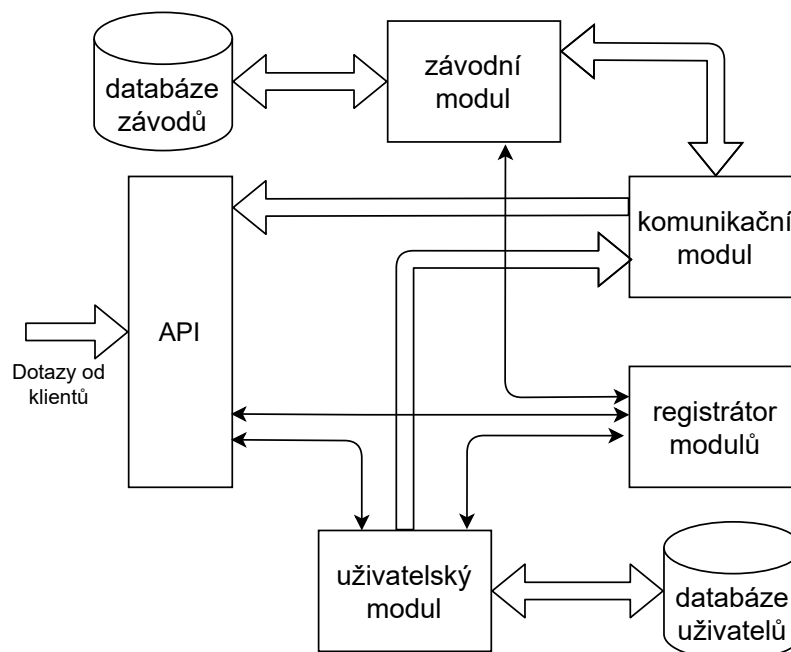 databáze
závodů
závodní
modul
komunikační
modul
API
Dotazy od
klientů
registrátor
modulů
uživatelský
modul
databáze
uživatelů